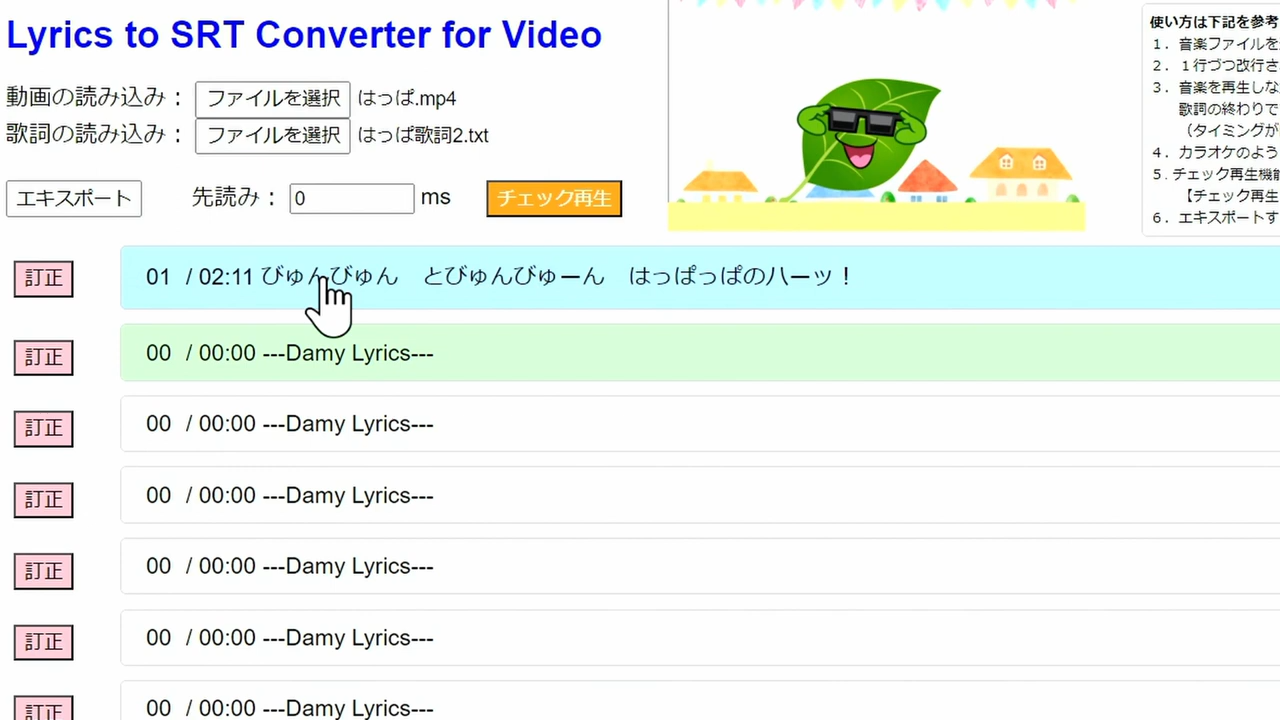 Lyrics to SRT Converter for Video
動画の読み込み： ファイルを選択 はっぱ.mp4
歌詞の読み込み： ファイルを選択 はっぱ歌詞2.txt
エキスポート 先読み： 0 ms チェック再生
使い方は下記を参考
1. 音楽ファイルを
2. １行づつ改行さ
3. 音楽を再生しな
歌詞の終わりで
（タイミングが
4. カラオケのよう
5. チェック再生機能
【チェック再生
6. エキスポートす
訂正 01 / 02:11 びゅんびゅん　とびゅんびゅーん　はっぱっぱのハーッ！
訂正 00 / 00:00 ---Damy Lyrics---
訂正 00 / 00:00 ---Damy Lyrics---
訂正 00 / 00:00 ---Damy Lyrics---
訂正 00 / 00:00 ---Damy Lyrics---
訂正 00 / 00:00 ---Damy Lyrics---
訂正 00 / 00:00 ---Damy Lyrics---